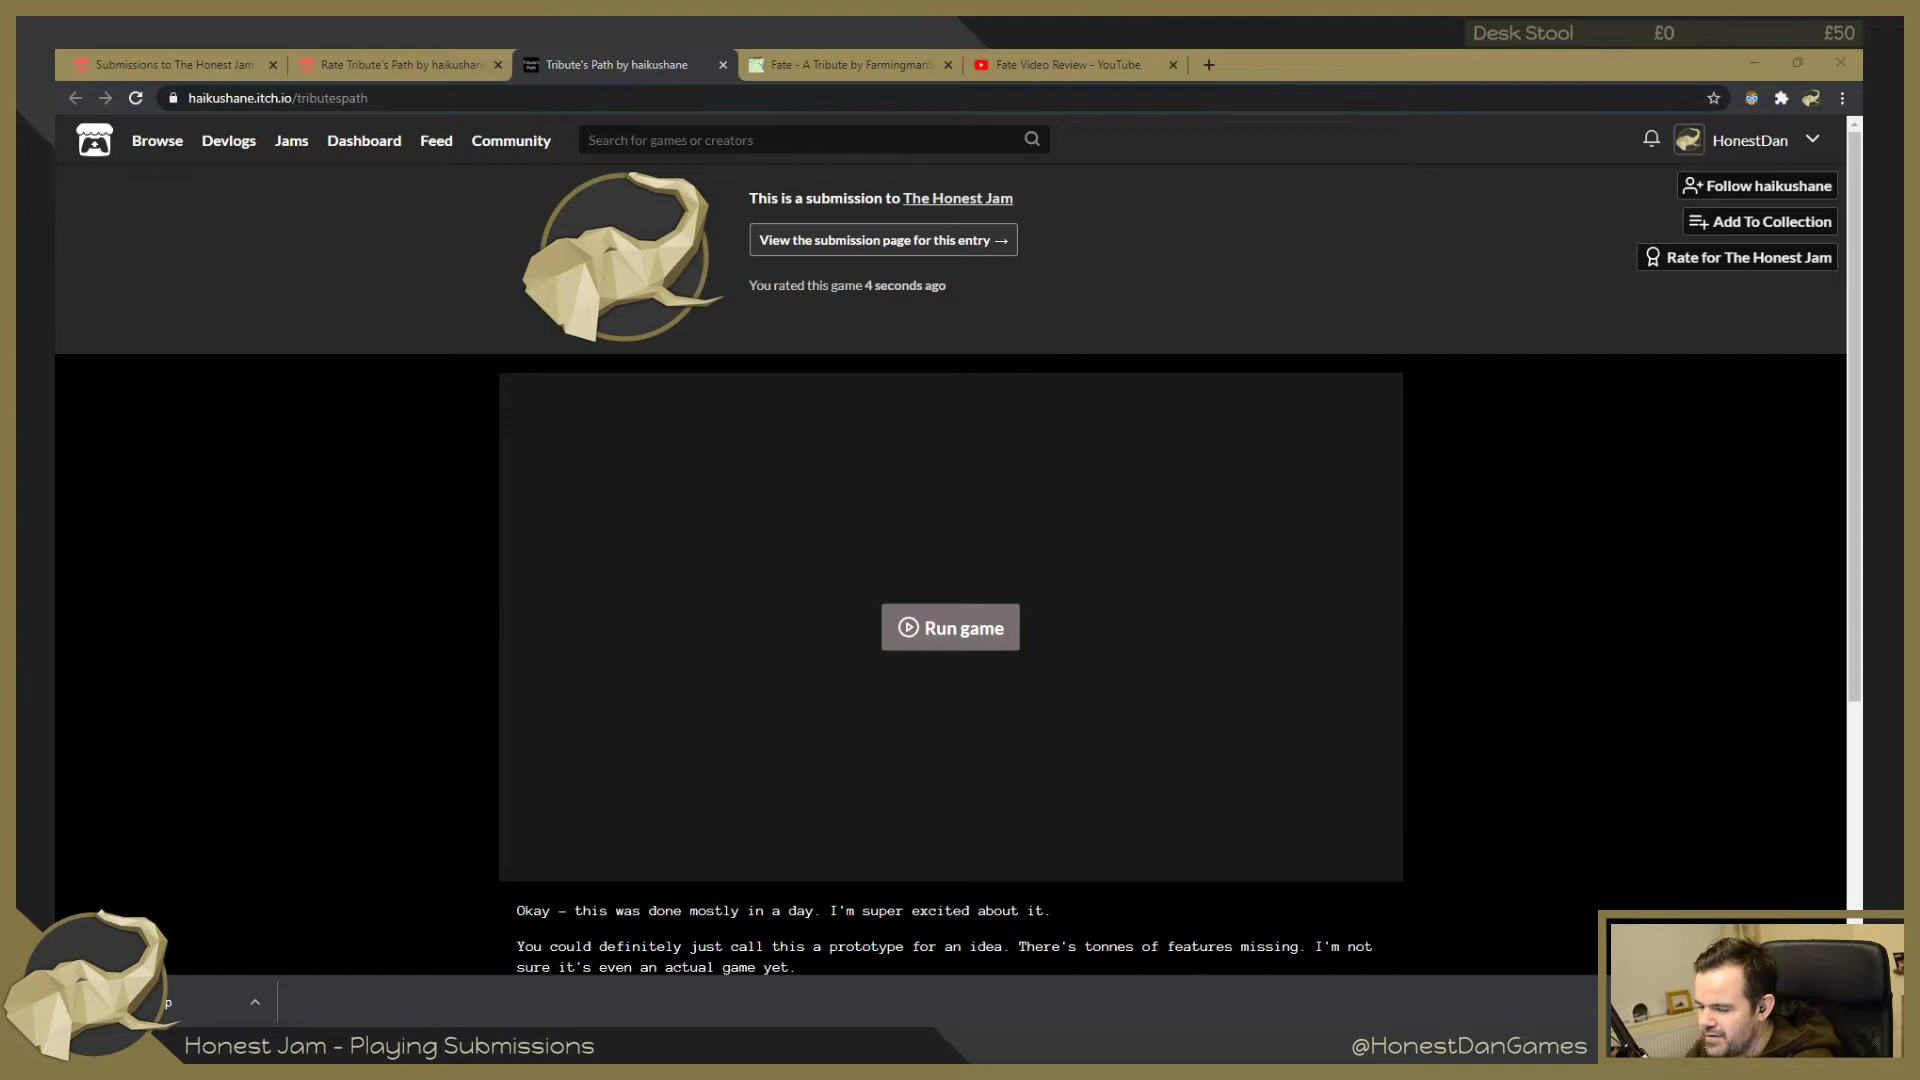 Desk Stool £0 £50
Submissions to The Honest Jam
Rate Tribute's Path by haikushan
Tribute's Path by haikushane
Fate - A Tribute by Farmingman
Fate Video Review - YouTube
haikushane.itch.io/tributespath
Browse Devlogs Jams Dashboard Feed Community
Search for games or creators
HonestDan
This is a submission to The Honest Jam
View the submission page for this entry →
You rated this game 4 seconds ago
Follow haikushane
Add To Collection
Rate for The Honest Jam
Run game
Okay – this was done mostly in a day. I'm super excited about it.
You could definitely just call this a prototype for an idea. There's tonnes of features missing. I'm not
sure it's even an actual game yet.
p
Honest Jam - Playing Submissions
@HonestDanGames